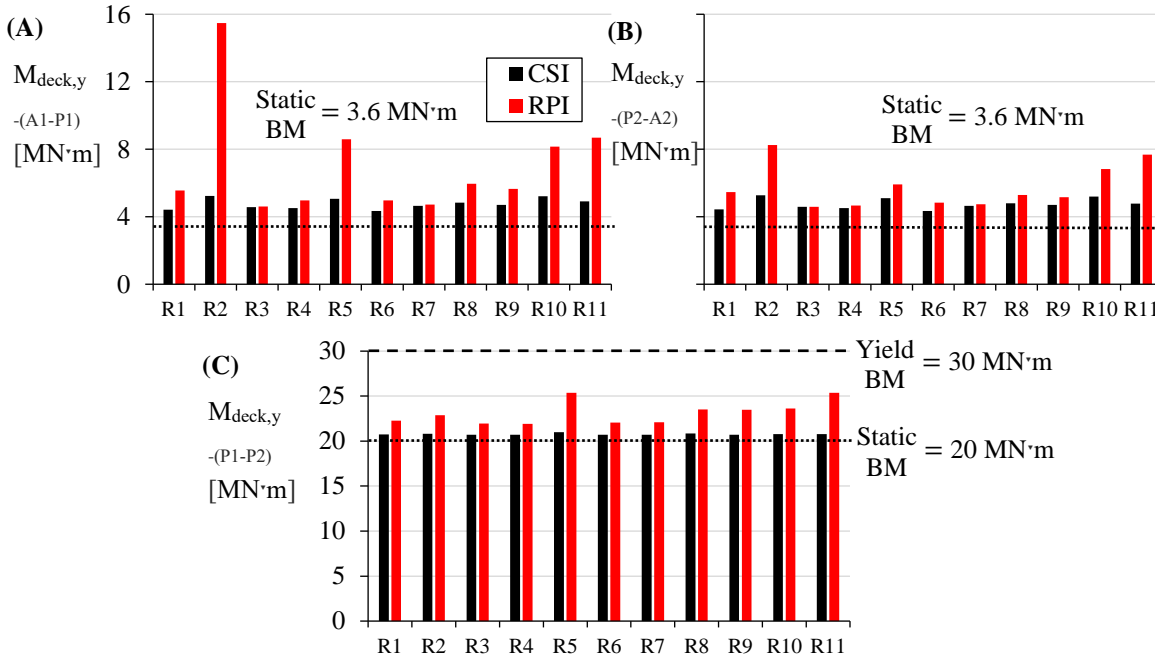 (A)
M deck,y
-(A1-P1)
[MN·m]
16
12
8
4
0
Static BM = 3.6 MN·m
CSI
RPI
R1 R2 R3 R4 R5 R6 R7 R8 R9 R10 R11
(B)
M deck,y
-(P2-A2)
[MN·m]
Static BM = 3.6 MN·m
R1 R2 R3 R4 R5 R6 R7 R8 R9 R10 R11
(C)
M deck,y
-(P1-P2)
[MN·m]
30
25
20
15
10
5
0
Yield BM = 30 MN·m
Static BM = 20 MN·m
R1 R2 R3 R4 R5 R6 R7 R8 R9 R10 R11